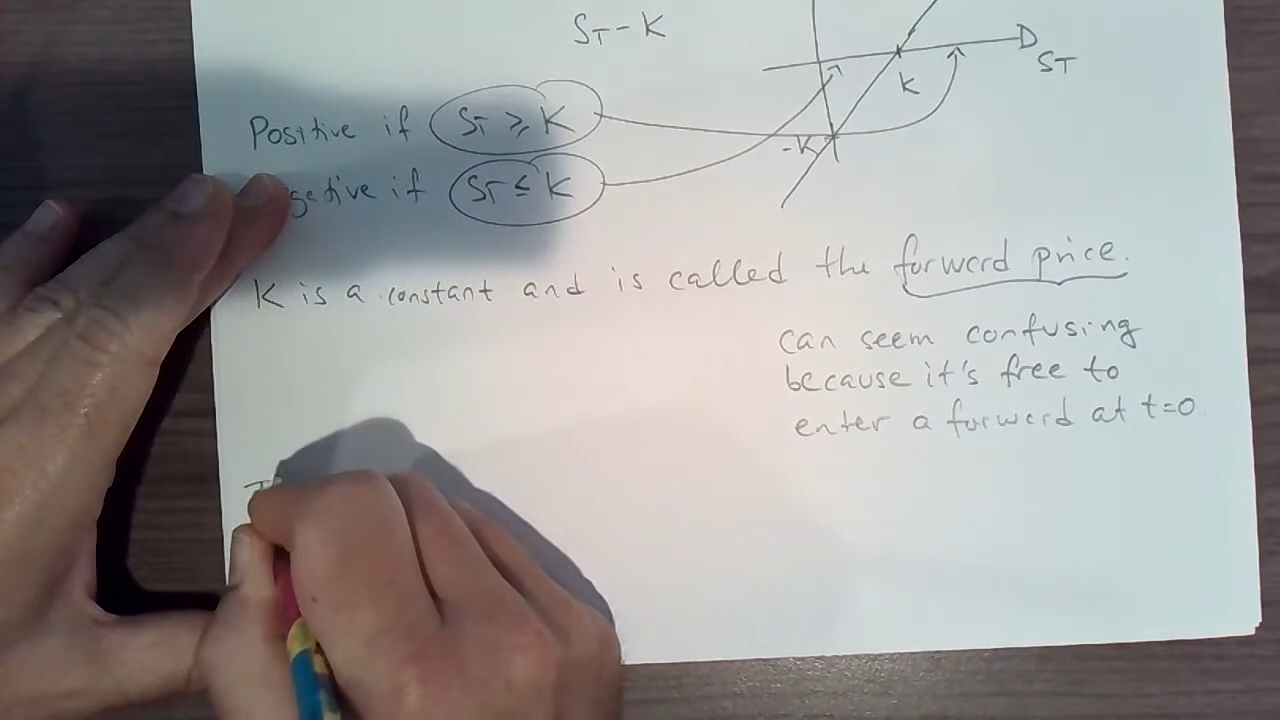 S_T - K
S_T
K
-K
Positive if S_T ≥ K
gative if S_T ≤ K
K is a constant and is called the forward price.
can seem confusing
because it's free to
enter a forward at t=0